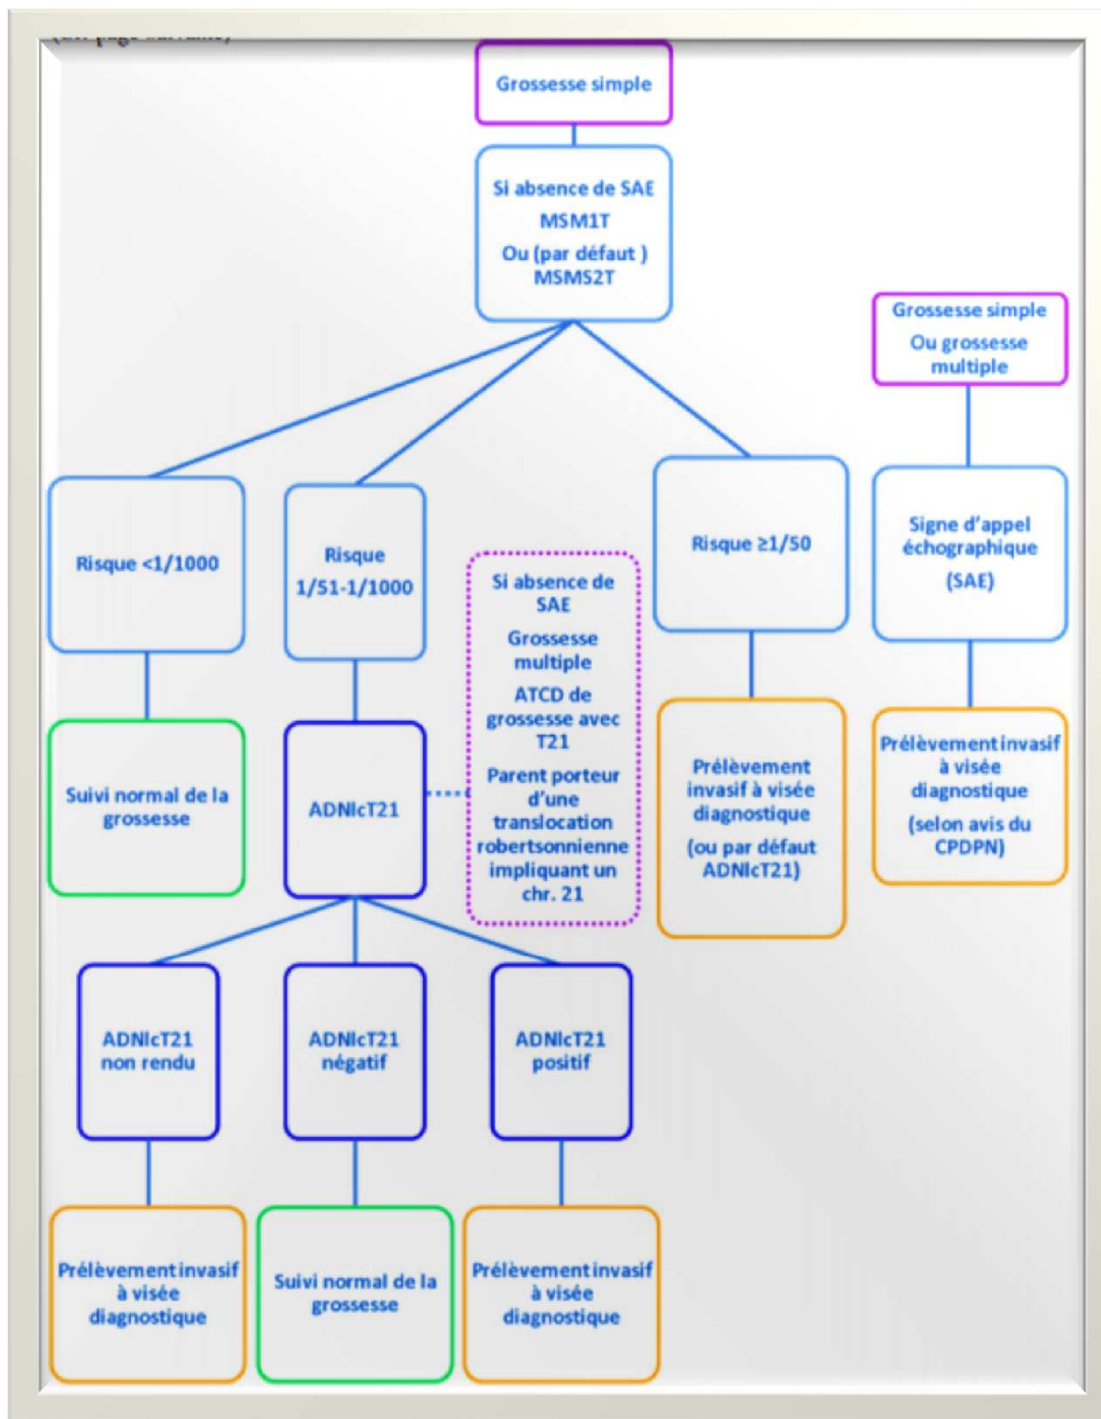 Grossesse simple
Si absence de SAE
MSM1T
Ou (par défaut )
MSMS2T
Grossesse simple
Ou grossesse
multiple
Risque <1/1000
Risque
1/51-1/1000
Risque ≥1/50
Signe d'appel
échographique
(SAE)
Si absence de
SAE
Grossesse
multiple
ATCD de
grossesse avec
T21
Parent porteur
d'une
translocation
robertsonnienne
impliquant un
chr. 21
Suivi normal de la
grossesse
ADNlcT21
Prélèvement
invasif à visée
diagnostique
(ou par défaut
ADNlcT21)
Prélèvement invasif
à visée
diagnostique
(selon avis du
CPDPN)
ADNlcT21
non rendu
ADNlcT21
négatif
ADNlcT21
positif
Prélèvement invasif
à visée
diagnostique
Suivi normal de la
grossesse
Prélèvement invasif
à visée
diagnostique